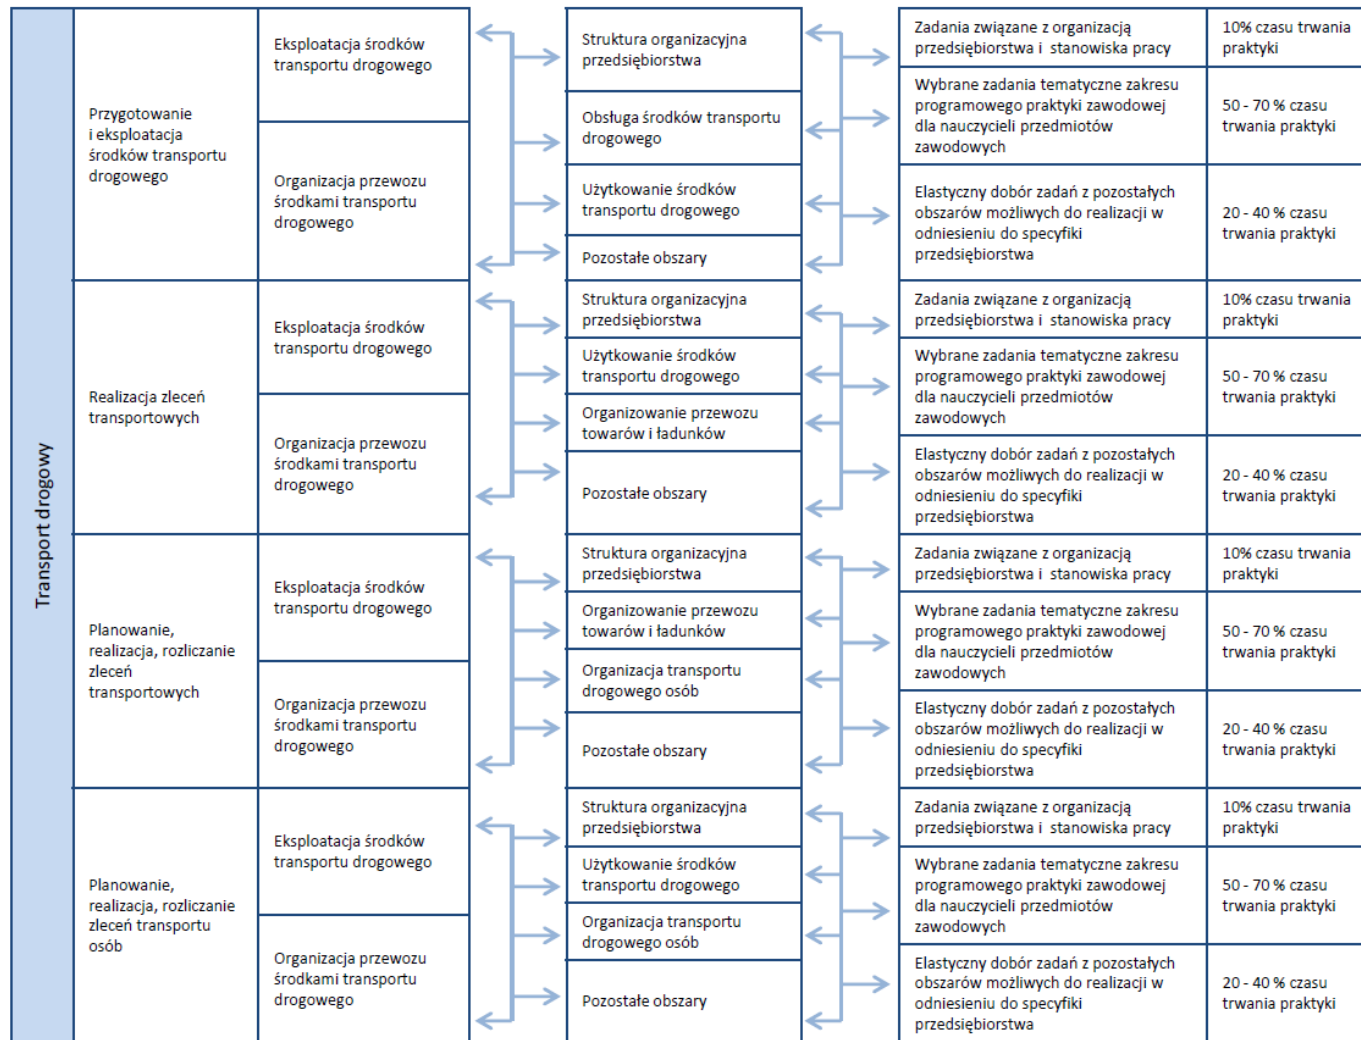 Transport drogowy
Przygotowanie
i eksploatacja
środków transportu
drogowego
Eksploatacja środków
transportu drogowego
Organizacja przewozu
środkami transportu
drogowego
Struktura organizacyjna
przedsiębiorstwa
Obsługa środków transportu
drogowego
Użytkowanie środków
transportu drogowego
Pozostałe obszary
Zadania związane z organizacją
przedsiębiorstwa i stanowiska pracy
10% czasu trwania
praktyki
Wybrane zadania tematyczne zakresu
programowego praktyki zawodowej
dla nauczycieli przedmiotów
zawodowych
50 - 70 % czasu
trwania praktyki
Elastyczny dobór zadań z pozostałych
obszarów możliwych do realizacji w
odniesieniu do specyfiki
przedsiębiorstwa
20 - 40 % czasu
trwania praktyki
Realizacja zleceń
transportowych
Eksploatacja środków
transportu drogowego
Organizacja przewozu
środkami transportu
drogowego
Struktura organizacyjna
przedsiębiorstwa
Użytkowanie środków
transportu drogowego
Organizowanie przewozu
towarów i ładunków
Pozostałe obszary
Zadania związane z organizacją
przedsiębiorstwa i stanowiska pracy
10% czasu trwania
praktyki
Wybrane zadania tematyczne zakresu
programowego praktyki zawodowej
dla nauczycieli przedmiotów
zawodowych
50 - 70 % czasu
trwania praktyki
Elastyczny dobór zadań z pozostałych
obszarów możliwych do realizacji w
odniesieniu do specyfiki
przedsiębiorstwa
20 - 40 % czasu
trwania praktyki
Planowanie,
realizacja, rozliczanie
zleceń
transportowych
Eksploatacja środków
transportu drogowego
Organizacja przewozu
środkami transportu
drogowego
Struktura organizacyjna
przedsiębiorstwa
Organizowanie przewozu
towarów i ładunków
Organizacja transportu
drogowego osób
Pozostałe obszary
Zadania związane z organizacją
przedsiębiorstwa i stanowiska pracy
10% czasu trwania
praktyki
Wybrane zadania tematyczne zakresu
programowego praktyki zawodowej
dla nauczycieli przedmiotów
zawodowych
50 - 70 % czasu
trwania praktyki
Elastyczny dobór zadań z pozostałych
obszarów możliwych do realizacji w
odniesieniu do specyfiki
przedsiębiorstwa
20 - 40 % czasu
trwania praktyki
Planowanie,
realizacja, rozliczanie
zleceń transportu
osób
Eksploatacja środków
transportu drogowego
Organizacja przewozu
środkami transportu
drogowego
Struktura organizacyjna
przedsiębiorstwa
Użytkowanie środków
transportu drogowego
Organizacja transportu
drogowego osób
Pozostałe obszary
Zadania związane z organizacją
przedsiębiorstwa i stanowiska pracy
10% czasu trwania
praktyki
Wybrane zadania tematyczne zakresu
programowego praktyki zawodowej
dla nauczycieli przedmiotów
zawodowych
50 - 70 % czasu
trwania praktyki
Elastyczny dobór zadań z pozostałych
obszarów możliwych do realizacji w
odniesieniu do specyfiki
przedsiębiorstwa
20 - 40 % czasu
trwania praktyki